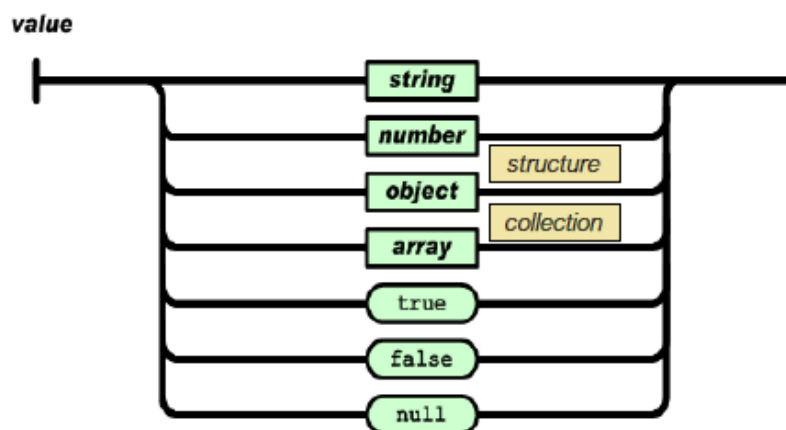 value
string
number
structure
object
collection
array
true
false
null